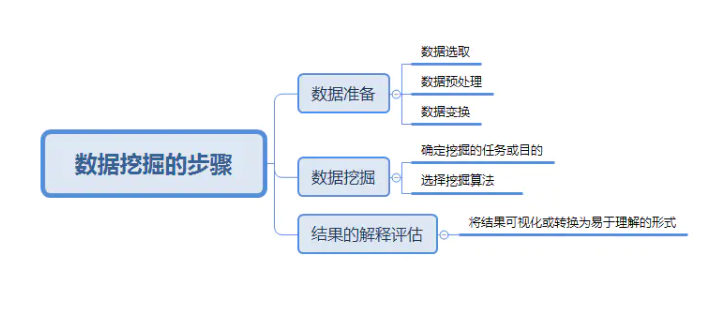 数据挖掘的步骤
数据准备
数据选取
数据预处理
数据变换
数据挖掘
确定挖掘的任务或目的
选择挖掘算法
结果的解释评估
将结果可视化或转换为易于理解的形式